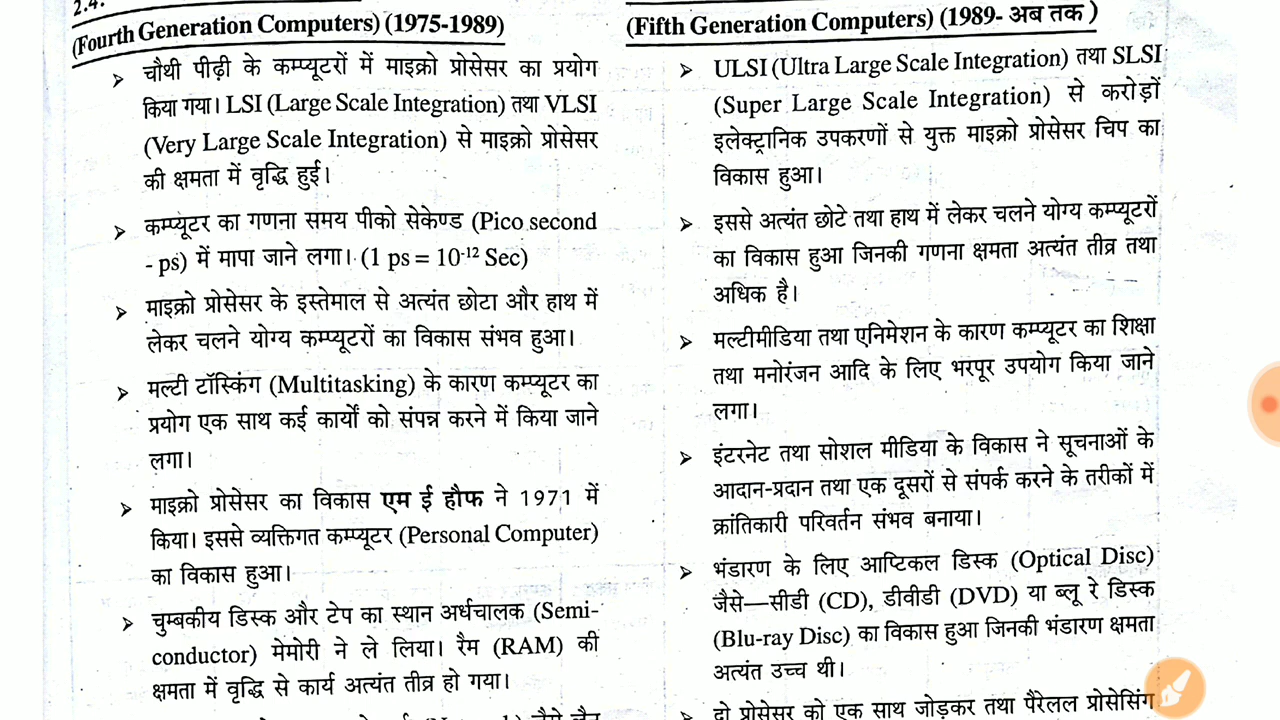 2.4.
(Fourth Generation Computers) (1975-1989)
➢ चौथी पीढ़ी के कम्प्यूटरों में माइक्रो प्रोसेसर का प्रयोग
किया गया। LSI (Large Scale Integration) तथा VLSI
(Very Large Scale Integration) से माइक्रो प्रोसेसर
की क्षमता में वृद्धि हुई।
➢ कम्प्यूटर का गणना समय पीको सेकेण्ड (Pico second
- ps) में मापा जाने लगा। (1 ps = 10⁻¹² Sec)
➢ माइक्रो प्रोसेसर के इस्तेमाल से अत्यंत छोटा और हाथ में
लेकर चलने योग्य कम्प्यूटरों का विकास संभव हुआ।
➢ मल्टी टॉस्किंग (Multitasking) के कारण कम्प्यूटर का
प्रयोग एक साथ कई कार्यों को संपन्न करने में किया जाने
लगा।
➢ माइक्रो प्रोसेसर का विकास एम ई हौफ ने 1971 में
किया। इससे व्यक्तिगत कम्प्यूटर (Personal Computer)
का विकास हुआ।
➢ चुम्बकीय डिस्क और टेप का स्थान अर्धचालक (Semi-
conductor) मेमोरी ने ले लिया। रैम (RAM) की
क्षमता में वृद्धि से कार्य अत्यंत तीव्र हो गया।
(Fifth Generation Computers) (1989- अब तक)
➢ ULSI (Ultra Large Scale Integration) तथा SLSI
(Super Large Scale Integration) से करोड़ों
इलेक्ट्रानिक उपकरणों से युक्त माइक्रो प्रोसेसर चिप का
विकास हुआ।
➢ इससे अत्यंत छोटे तथा हाथ में लेकर चलने योग्य कम्प्यूटरों
का विकास हुआ जिनकी गणना क्षमता अत्यंत तीव्र तथा
अधिक है।
➢ मल्टीमीडिया तथा एनिमेशन के कारण कम्प्यूटर का शिक्षा
तथा मनोरंजन आदि के लिए भरपूर उपयोग किया जाने
लगा।
➢ इंटरनेट तथा सोशल मीडिया के विकास ने सूचनाओं के
आदान-प्रदान तथा एक दूसरों से संपर्क करने के तरीकों में
क्रांतिकारी परिवर्तन संभव बनाया।
➢ भंडारण के लिए आप्टिकल डिस्क (Optical Disc)
जैसे—सीडी (CD), डीवीडी (DVD) या ब्लू रे डिस्क
(Blu-ray Disc) का विकास हुआ जिनकी भंडारण क्षमता
अत्यंत उच्च थी।
➢ दो प्रोसेसर को एक साथ जोड़कर तथा पैरेलल प्रोसेसिंग